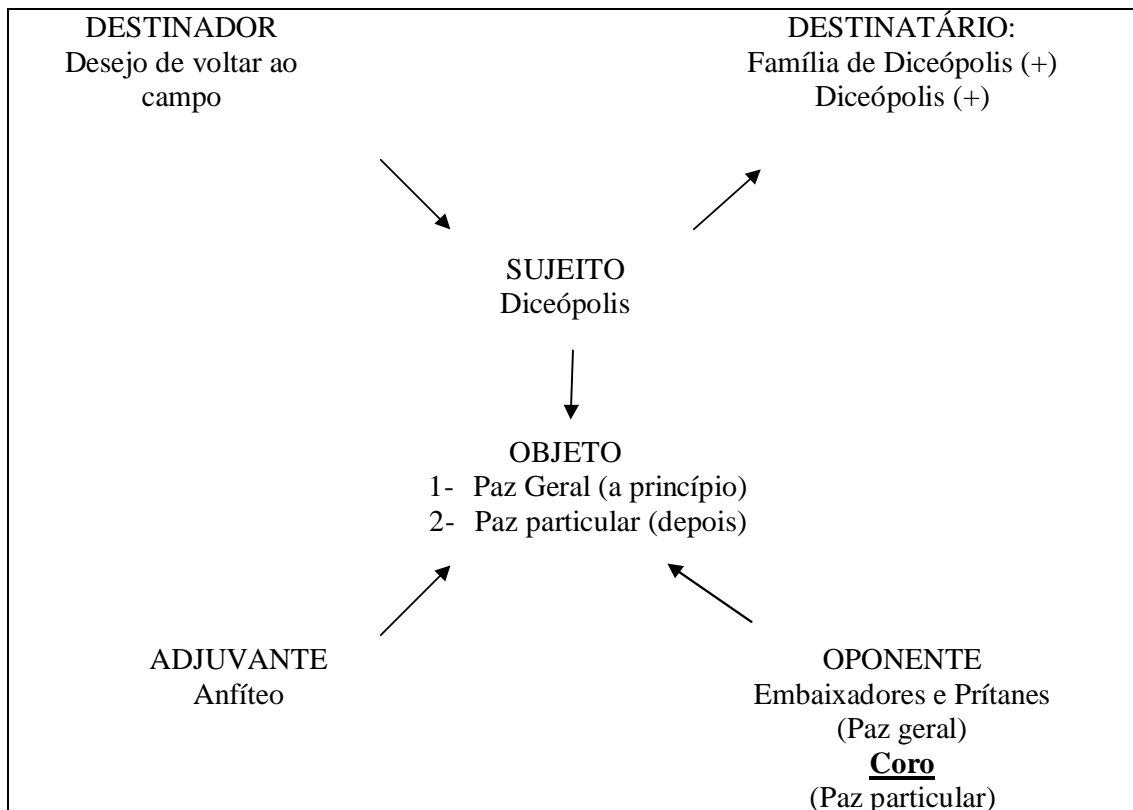 DESTINADOR
Desejo de voltar ao
campo
DESTINATÁRIO:
Família de Diceópolis (+)
Diceópolis (+)
SUJEITO
Diceópolis
OBJETO
1- Paz Geral (a princípio)
2- Paz particular (depois)
ADJUVANTE
Anfíteo
OPONENTE
Embaixadores e Prítanes
(Paz geral)
Coro
(Paz particular)